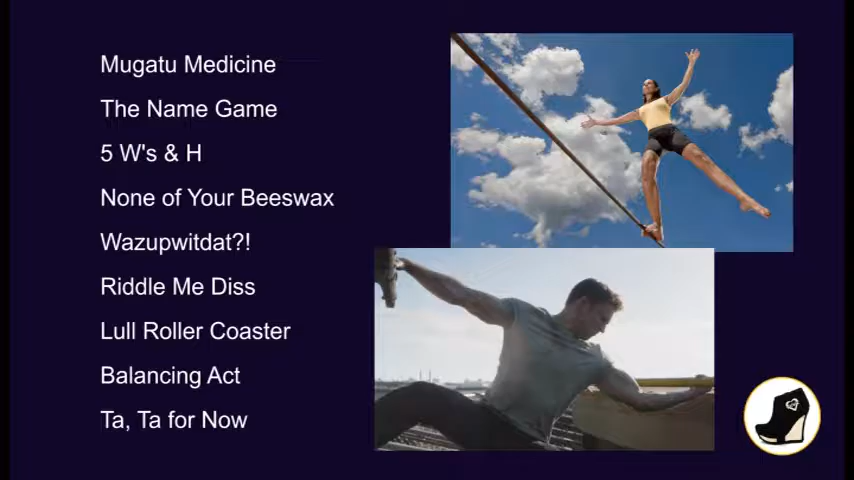 Mugatu Medicine
The Name Game
5 W's & H
None of Your Beeswax
Wazupwitdat?!
Riddle Me Diss
Lull Roller Coaster
Balancing Act
Ta, Ta for Now